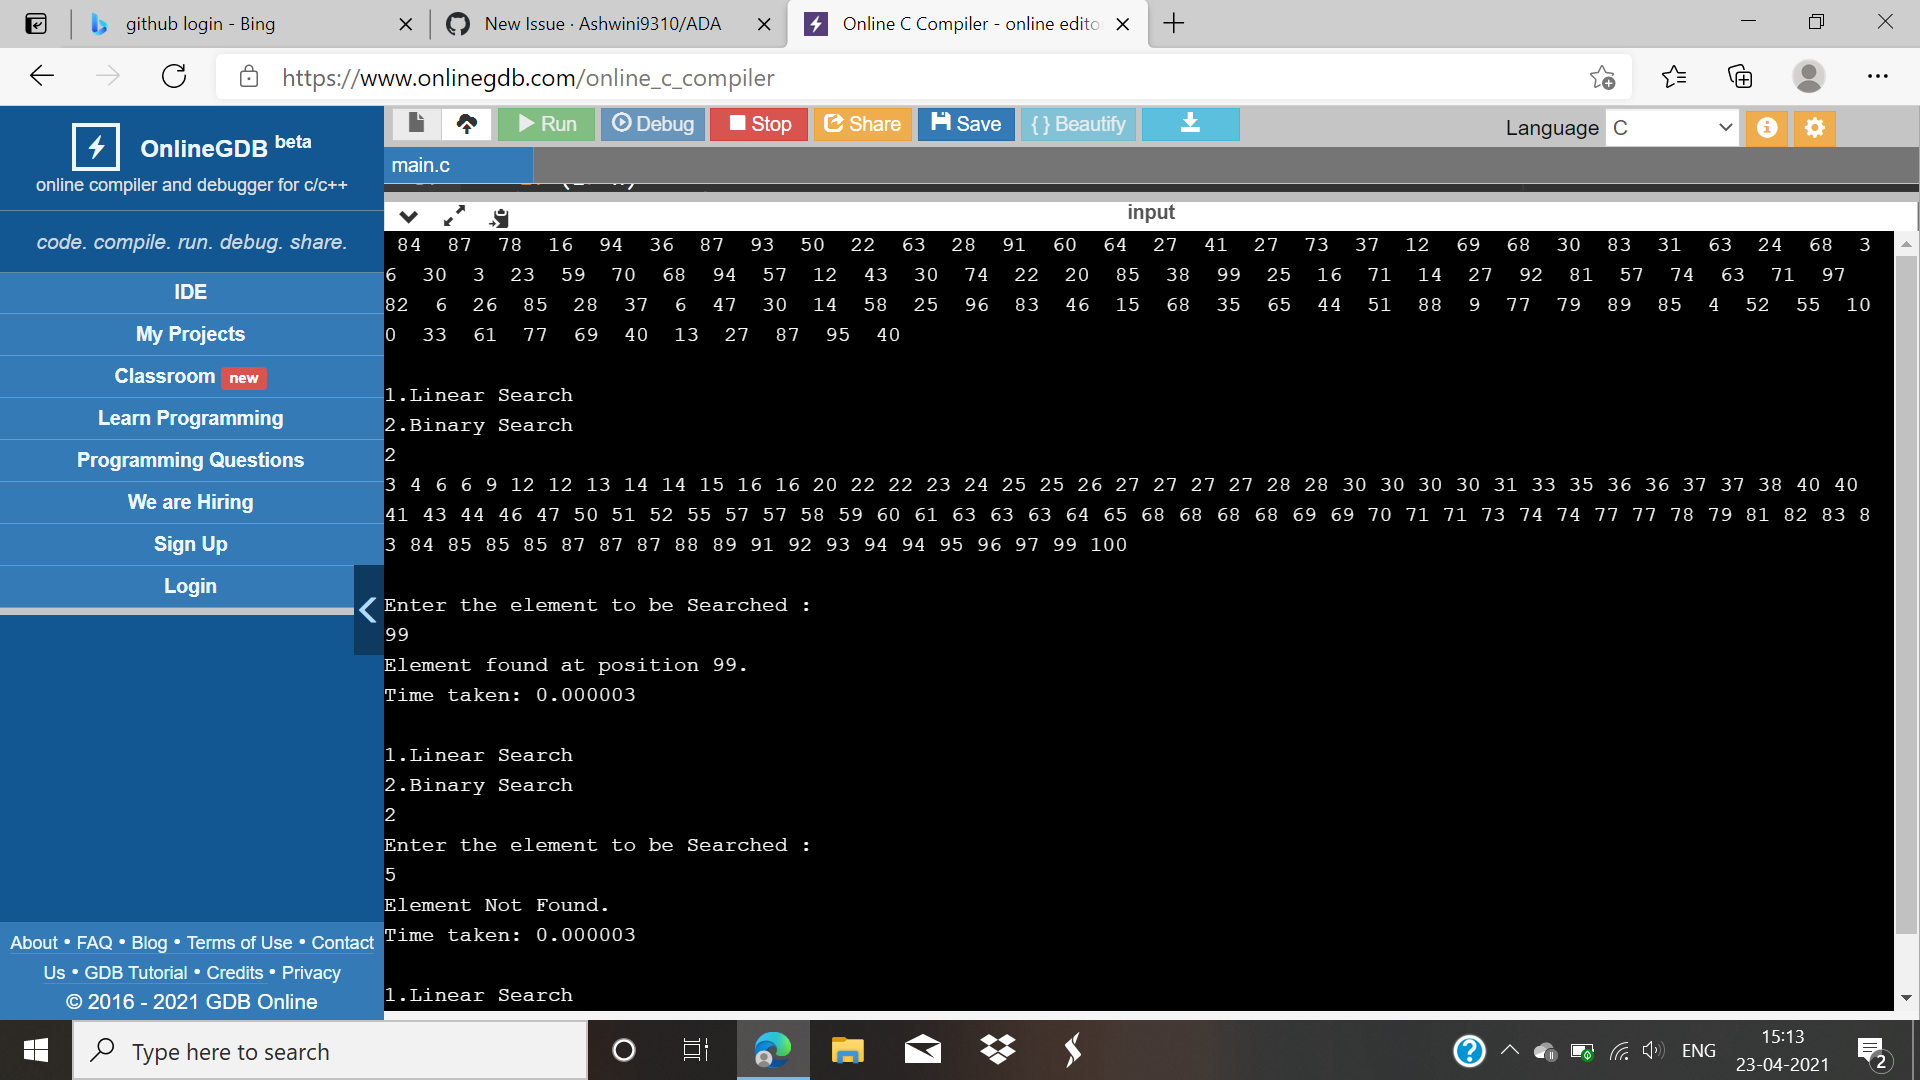 github login - Bing
New Issue · Ashwini9310/ADA
Online C Compiler - online edito
https://www.onlinegdb.com/online_c_compiler
OnlineGDB beta
online compiler and debugger for c/c++
code. compile. run. debug. share.
IDE
My Projects
Classroom new
Learn Programming
Programming Questions
We are Hiring
Sign Up
Login
About • FAQ • Blog • Terms of Use • Contact
Us • GDB Tutorial • Credits • Privacy
© 2016 - 2021 GDB Online
Run Debug Stop Share Save { } Beautify
Language C
main.c
input
84 87 78 16 94 36 87 93 50 22 63 28 91 60 64 27 41 27 73 37 12 69 68 30 83 31 63 24 68 3
6 30 3 23 59 70 68 94 57 12 43 30 74 22 20 85 38 99 25 16 71 14 27 92 81 57 74 63 71 97
82 6 26 85 28 37 6 47 30 14 58 25 96 83 46 15 68 35 65 44 51 88 9 77 79 89 85 4 52 55 10
0 33 61 77 69 40 13 27 87 95 40
1.Linear Search
2.Binary Search
2
3 4 6 6 9 12 12 13 14 14 15 16 16 20 22 22 23 24 25 25 26 27 27 27 27 28 28 30 30 30 30 31 33 35 36 36 37 37 38 40 40
41 43 44 46 47 50 51 52 55 57 57 58 59 60 61 63 63 63 64 65 68 68 68 68 69 69 70 71 71 73 74 74 77 77 78 79 81 82 83 8
3 84 85 85 85 87 87 87 88 89 91 92 93 94 94 95 96 97 99 100
Enter the element to be Searched :
99
Element found at position 99.
Time taken: 0.000003
1.Linear Search
2.Binary Search
2
Enter the element to be Searched :
5
Element Not Found.
Time taken: 0.000003
1.Linear Search
Type here to search
ENG
15:13
23-04-2021
2